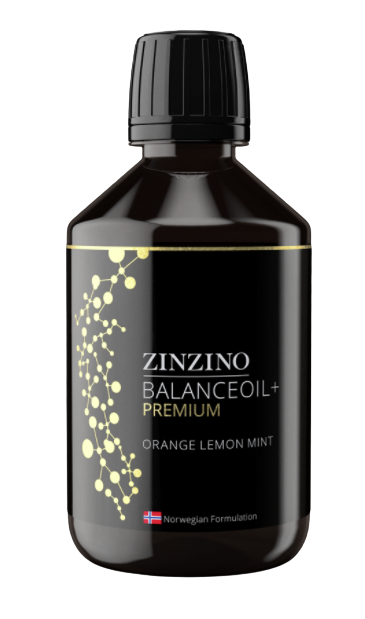 ZINZINO
BALANCEOIL+
PREMIUM
ORANGE LEMON MINT
Norwegian Formulation